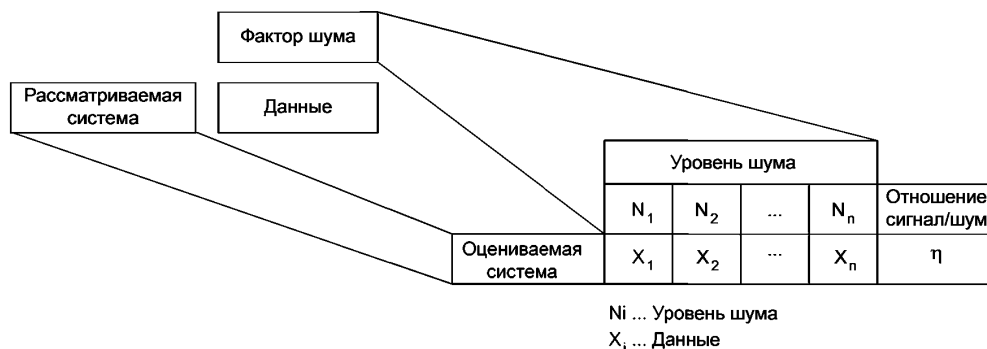 Фактор шума
Рассматриваемая
система
Данные
Уровень шума
N₁ N₂ ... Nₙ
Отношение
сигнал/шум
Оцениваемая
система
X₁ X₂ ... Xₙ η
Ni ... Уровень шума
Xᵢ ... Данные